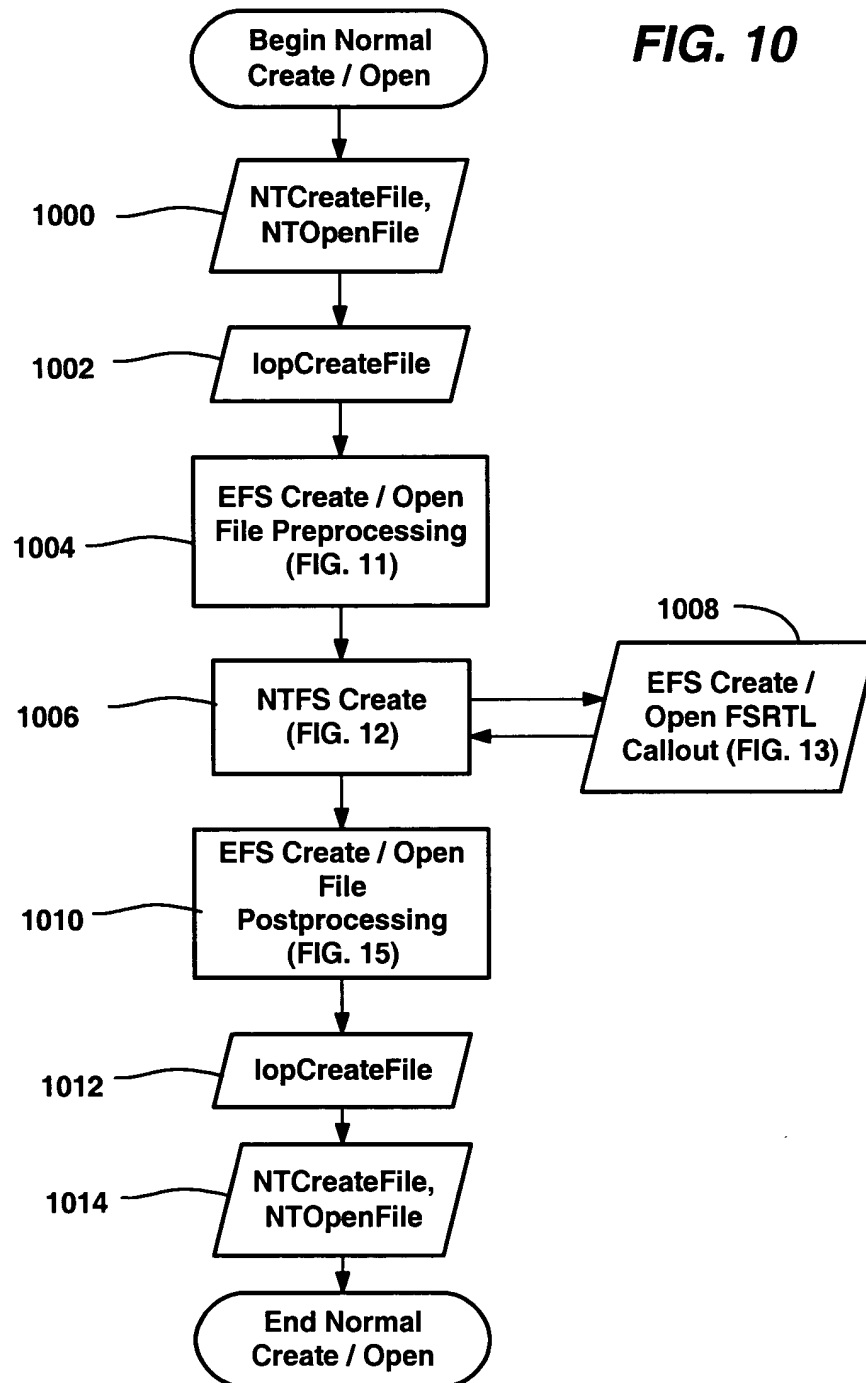 FIG. 10
Begin Normal
Create / Open
1000
NTCreateFile,
NTOpenFile
1002
IopCreateFile
1004
EFS Create / Open
File Preprocessing
(FIG. 11)
1006
NTFS Create
(FIG. 12)
1008
EFS Create /
Open FSRTL
Callout (FIG. 13)
1010
EFS Create / Open
File
Postprocessing
(FIG. 15)
1012
IopCreateFile
1014
NTCreateFile,
NTOpenFile
End Normal
Create / Open